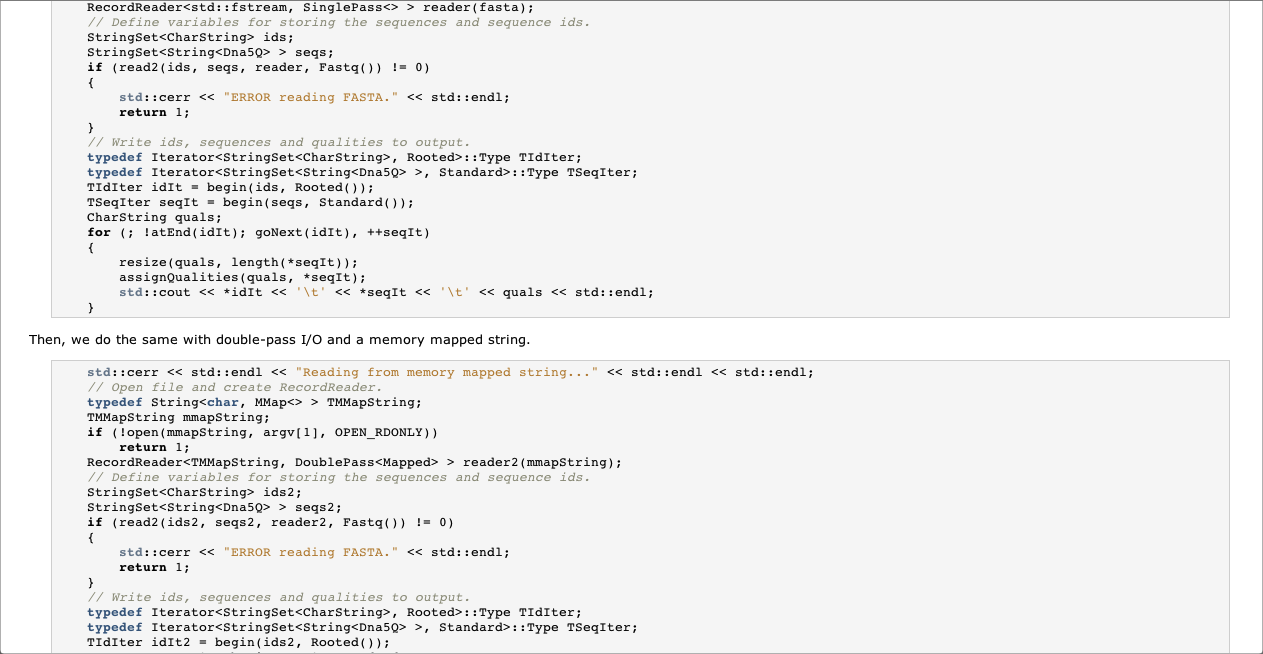 RecordReader<std::fstream, SinglePass<> > reader(fasta);
// Define variables for storing the sequences and sequence ids.
StringSet<CharString> ids;
StringSet<String<Dna5Q> > seqs;
if (read2(ids, seqs, reader, Fastq()) != 0)
{
    std::cerr << "ERROR reading FASTA." << std::endl;
    return 1;
}
// Write ids, sequences and qualities to output.
typedef Iterator<StringSet<CharString>, Rooted>::Type TIdIter;
typedef Iterator<StringSet<String<Dna5Q> >, Standard>::Type TSeqIter;
TIdIter idIt = begin(ids, Rooted());
TSeqIter seqIt = begin(seqs, Standard());
CharString quals;
for (; !atEnd(idIt); goNext(idIt), ++seqIt)
{
    resize(quals, length(*seqIt));
    assignQualities(quals, *seqIt);
    std::cout << *idIt << '\t' << *seqIt << '\t' << quals << std::endl;
}
Then, we do the same with double-pass I/O and a memory mapped string.
std::cerr << std::endl << "Reading from memory mapped string..." << std::endl << std::endl;
// Open file and create RecordReader.
typedef String<char, MMap<> > TMMapString;
TMMapString mmapString;
if (!open(mmapString, argv[1], OPEN_RDONLY))
    return 1;
RecordReader<TMMapString, DoublePass<Mapped> > reader2(mmapString);
// Define variables for storing the sequences and sequence ids.
StringSet<CharString> ids2;
StringSet<String<Dna5Q> > seqs2;
if (read2(ids2, seqs2, reader2, Fastq()) != 0)
{
    std::cerr << "ERROR reading FASTA." << std::endl;
    return 1;
}
// Write ids, sequences and qualities to output.
typedef Iterator<StringSet<CharString>, Rooted>::Type TIdIter;
typedef Iterator<StringSet<String<Dna5Q> >, Standard>::Type TSeqIter;
TIdIter idIt2 = begin(ids2, Rooted());